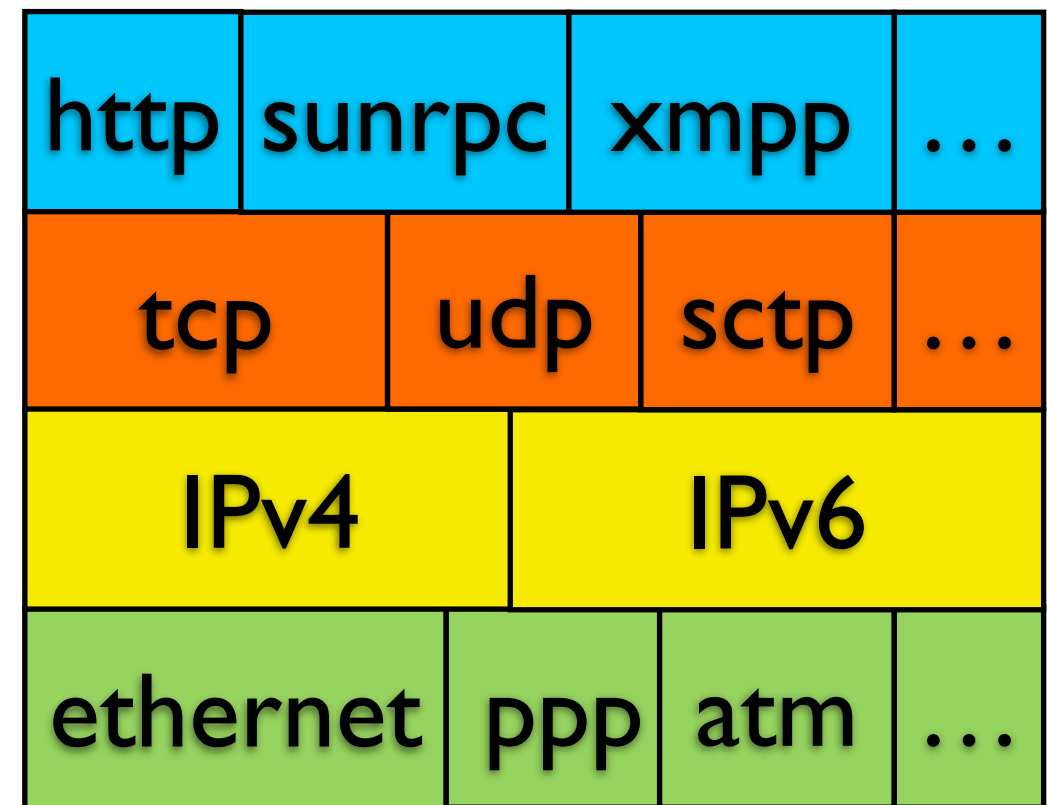 http sunrpc xmpp ...
tcp udp sctp ...
IPv4 IPv6
ethernet ppp atm ...